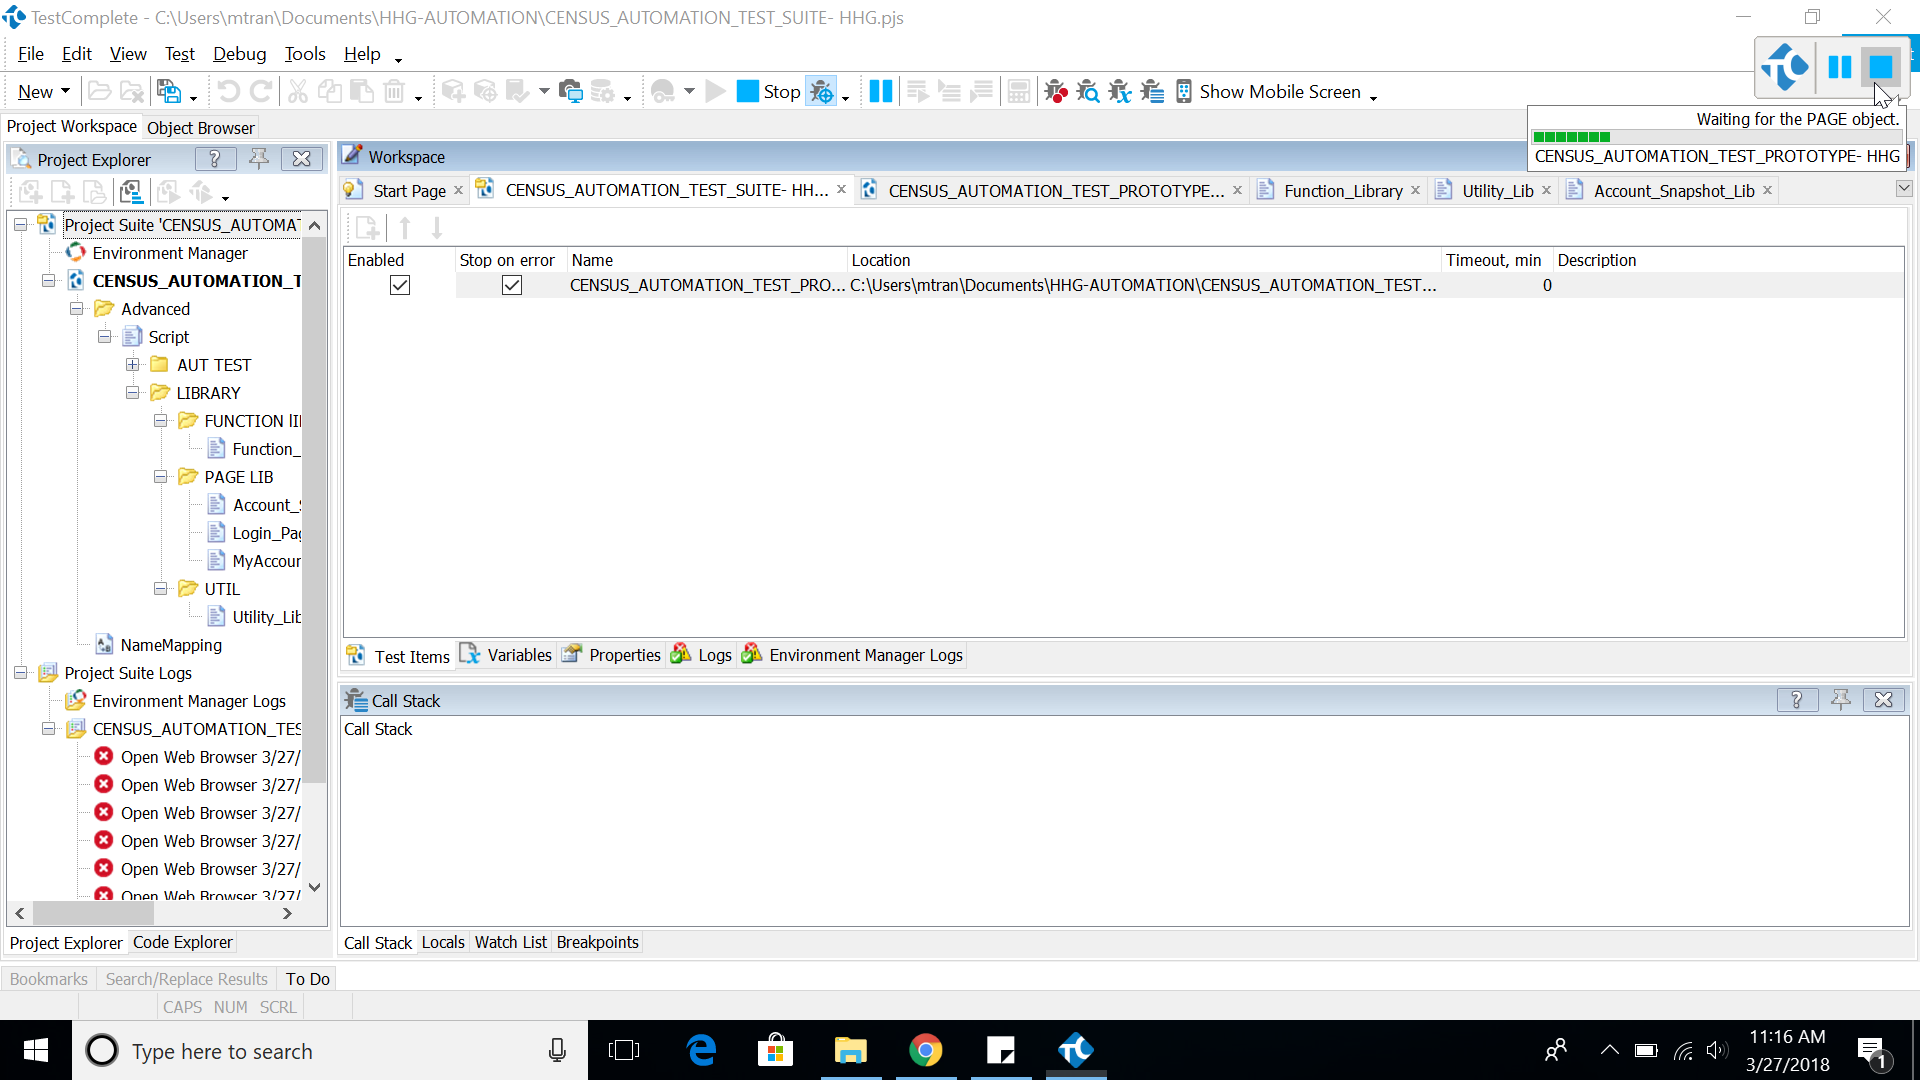 TestComplete - C:\Users\mtran\Documents\HHG-AUTOMATION\CENSUS_AUTOMATION_TEST_SUITE- HHG.pjs
File Edit View Test Debug Tools Help
New Stop Show Mobile Screen
Waiting for the PAGE object.
CENSUS_AUTOMATION_TEST_PROTOTYPE- HHG
Project Workspace Object Browser
Project Explorer ?
Workspace
Start Page CENSUS_AUTOMATION_TEST_SUITE- HH... CENSUS_AUTOMATION_TEST_PROTOTYPE... Function_Library Utility_Lib Account_Snapshot_Lib
Project Suite 'CENSUS_AUTOMAT
Environment Manager
CENSUS_AUTOMATION_T
Advanced
Script
AUT TEST
LIBRARY
FUNCTION lI
Function_
PAGE LIB
Account_
Login_Pag
MyAccour
UTIL
Utility_Lib
NameMapping
Project Suite Logs
Environment Manager Logs
CENSUS_AUTOMATION_TES
Open Web Browser 3/27/
Open Web Browser 3/27/
Open Web Browser 3/27/
Open Web Browser 3/27/
Open Web Browser 3/27/
Open Web Browser 3/27/
Project Explorer Code Explorer
Enabled Stop on error Name Location Timeout, min Description
CENSUS_AUTOMATION_TEST_PRO... C:\Users\mtran\Documents\HHG-AUTOMATION\CENSUS_AUTOMATION_TEST... 0
Test Items Variables Properties Logs Environment Manager Logs
Call Stack ?
Call Stack
Call Stack Locals Watch List Breakpoints
Bookmarks Search/Replace Results To Do
CAPS NUM SCRL
Type here to search
11:16 AM
3/27/2018
1